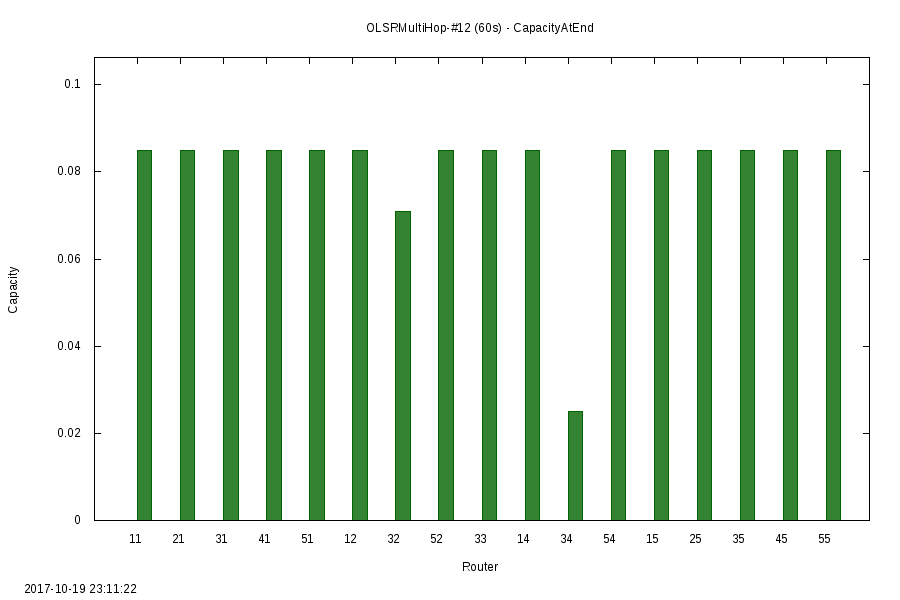 OLSRMultiHop-#12 (60s) - CapacityAtEnd
0.1
0.08
0.06
0.04
0.02
0
Capacity
11 21 31 41 51 12 32 52 33 14 34 54 15 25 35 45 55
Router
2017-10-19 23:11:22